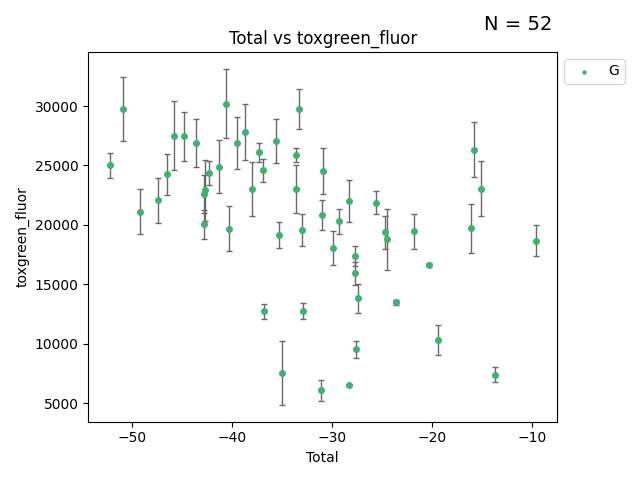 N = 52
Total vs toxgreen_fluor
G
30000
25000
20000
15000
10000
5000
toxgreen_fluor
−50 −40 −30 −20 −10
Total